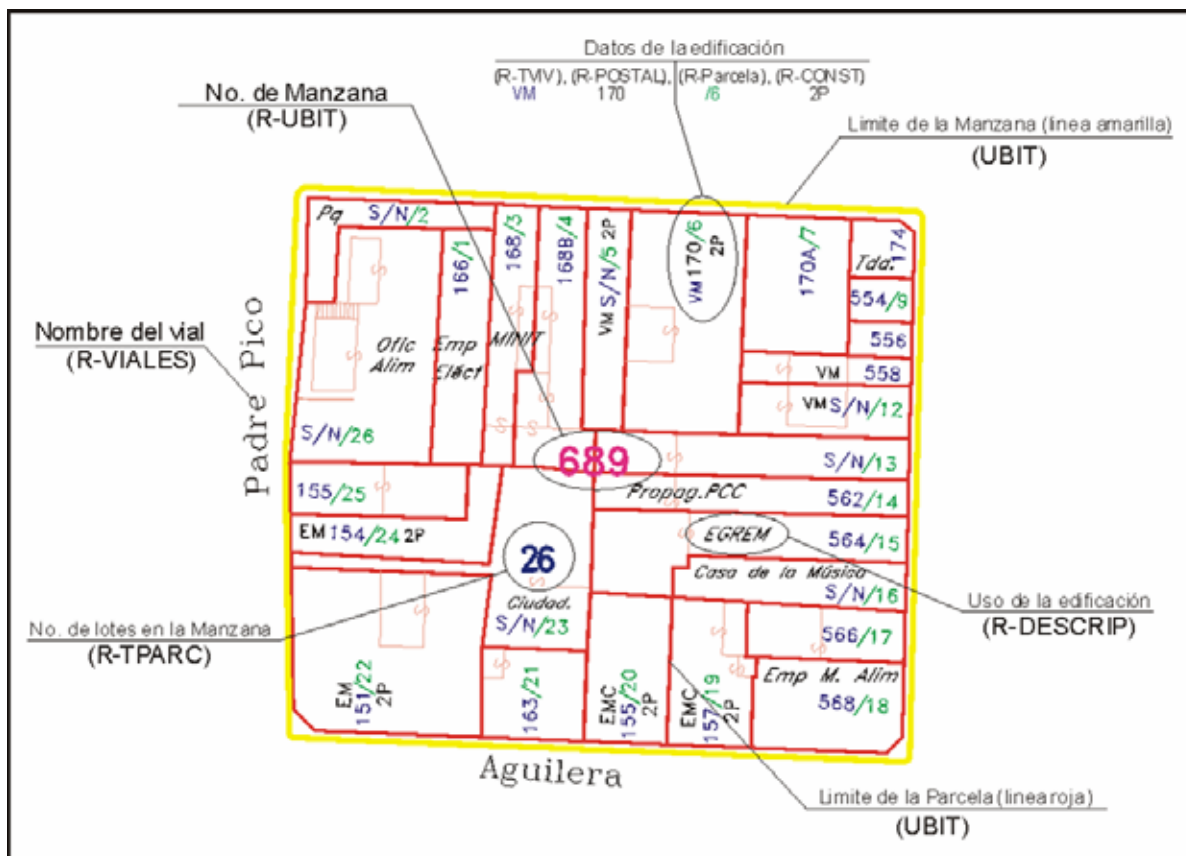 Datos de la edificación
(R-TVIV), (R-POSTAL), (R-Parcela), (R-CONST)
VM 170 /6 2P
No. de Manzana
(R-UBIT)
Limite de la Manzana (linea amarilla)
(UBIT)
Pq S/N/2
166/1
168/3
168B/4
VM S/N/5 2P
VM 170/6
2P
170A/7
174
Tda.
554/9
556
VM 558
VM S/N/12
Nombre del vial
(R-VIALES)
Padre Pico
Ofic
Alim
Emp
Eléct
MINIT
S/N/26
689
S/N/13
155/25
Propag.PCC 562/14
EM 154/24 2P
EGREM 564/15
26
Casa de la Música
S/N/16
Ciudad.
S/N/23
Uso de la edificación
(R-DESCRIP)
No. de lotes en la Manzana
(R-TPARC)
566/17
EM
151/22
2P
163/21
EMC
155/20
2P
EMC
157/19
2P
Emp M. Alim
568/18
Aguilera
Limite de la Parcela (linea roja)
(UBIT)